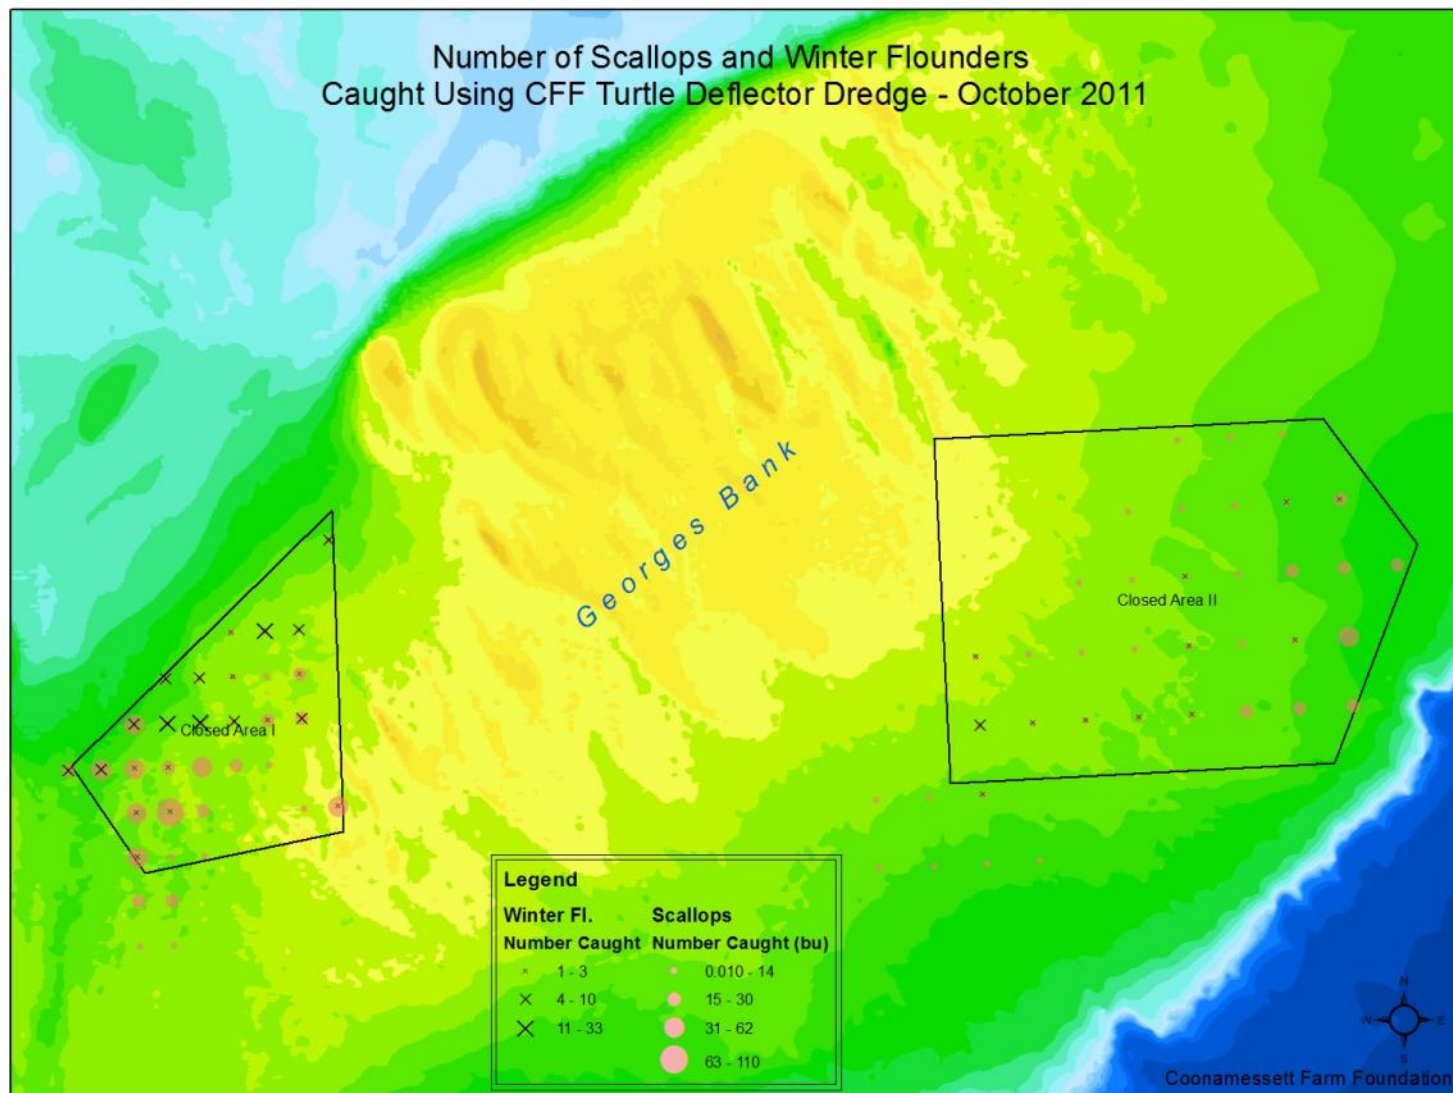 Number of Scallops and Winter Flounders
Caught Using CFF Turtle Deflector Dredge - October 2011
Georges Bank
Closed Area II
Closed Area I
Legend
Winter Fl. Scallops
Number Caught Number Caught (bu)
1 - 3 0.010 - 14
4 - 10 15 - 30
11 - 33 31 - 62
63 - 110
N
W E
S
Coonamessett Farm Foundation